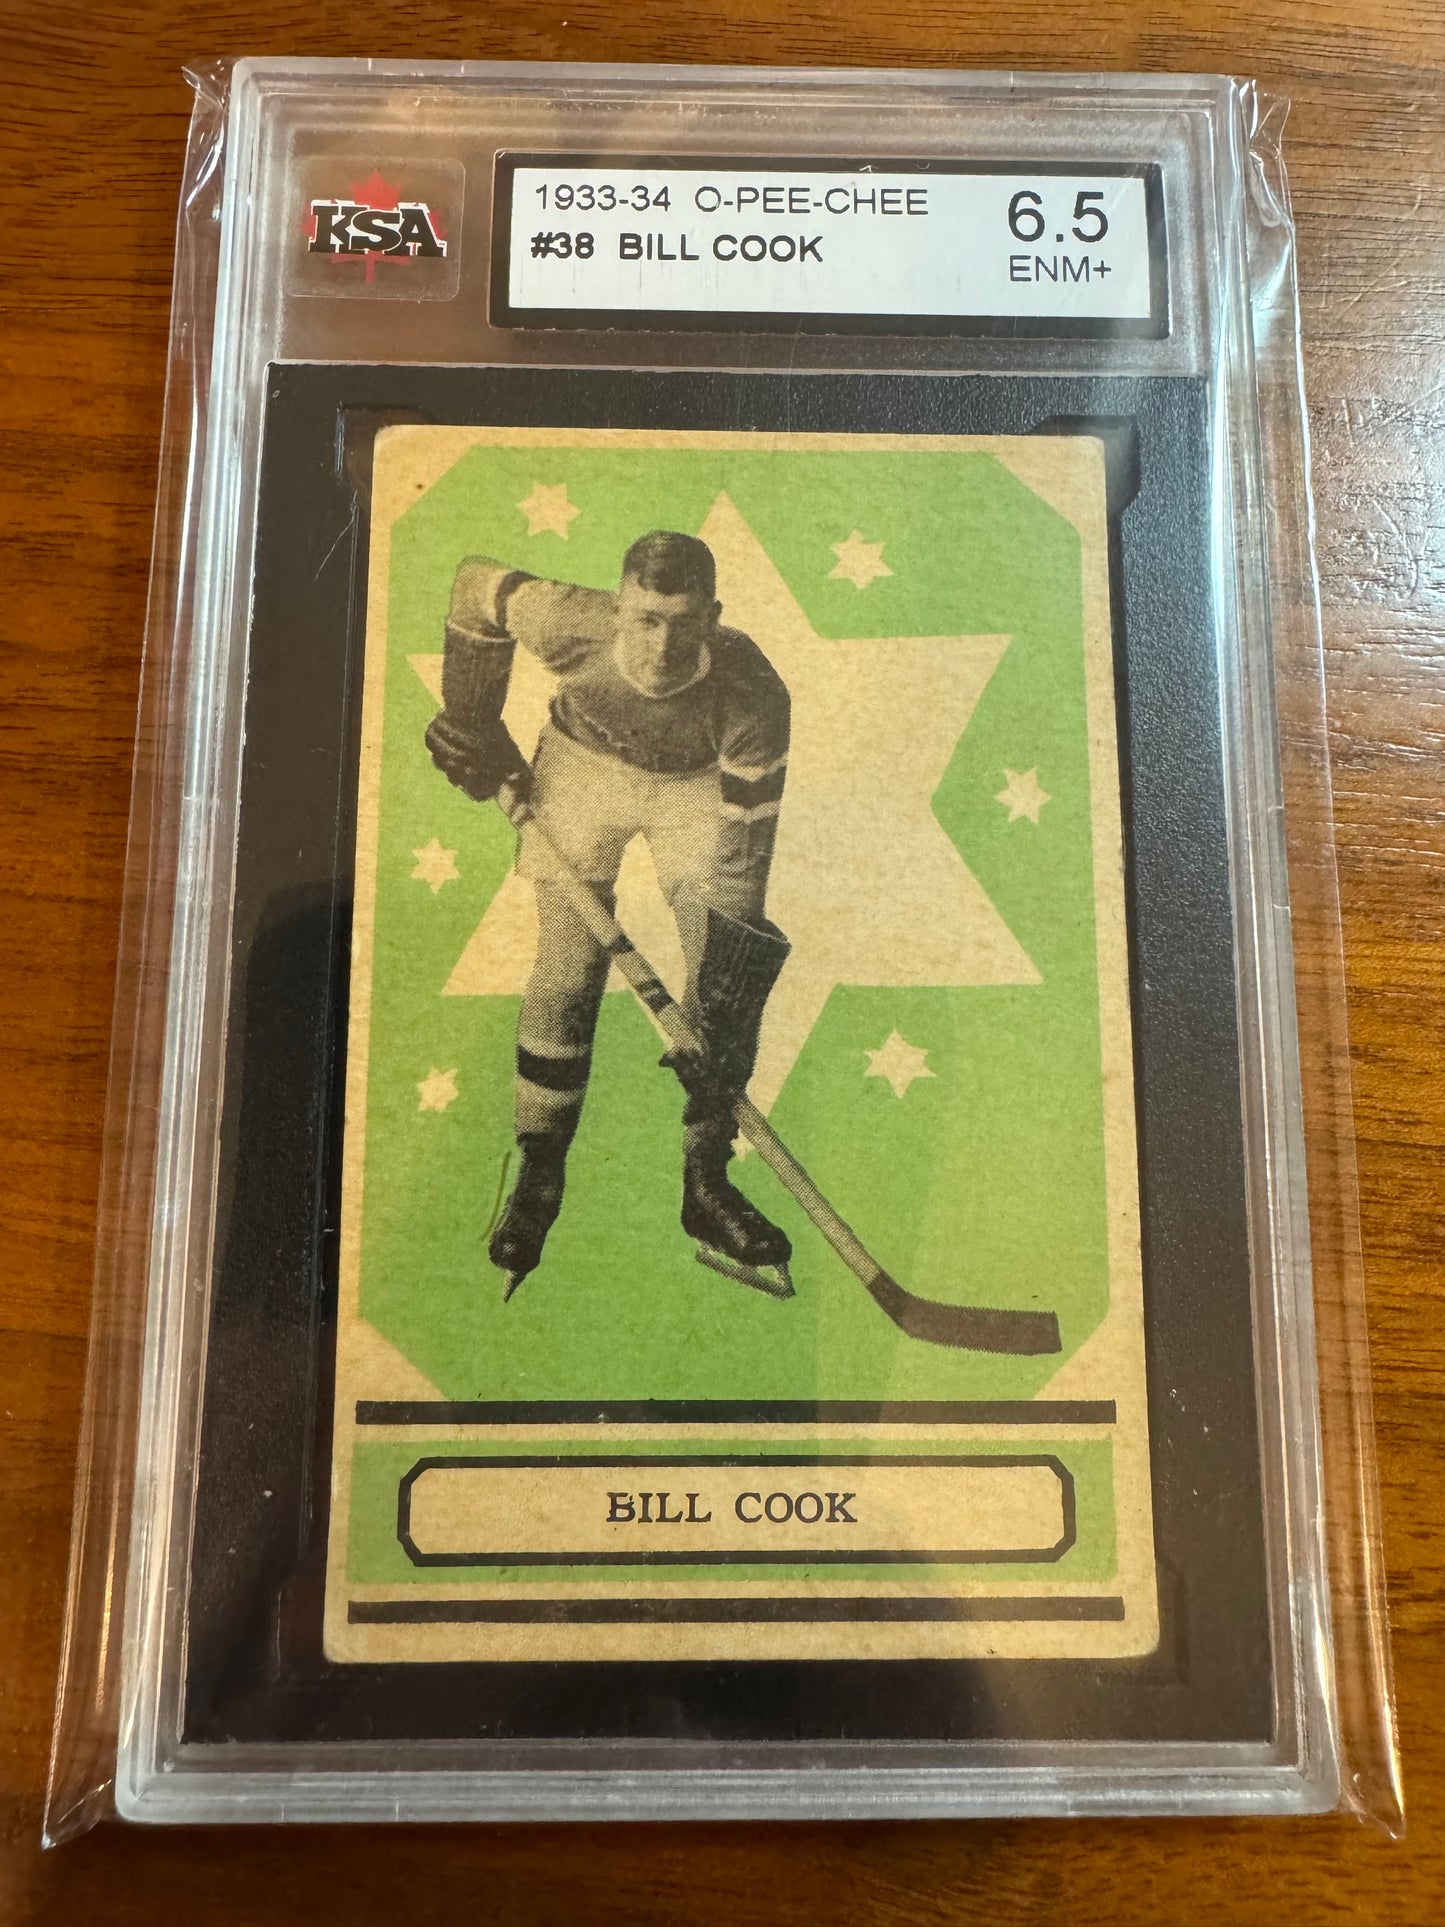 KSA
1933-34 O-PEE-CHEE
#38 BILL COOK
6.5
ENM+
BILL COOK